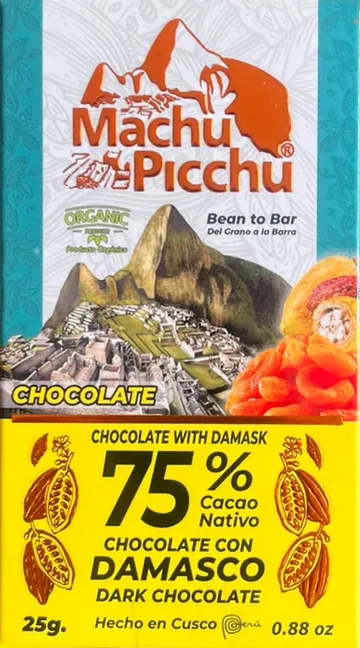 Machu
Picchu®
ORGANIC
Producto Orgánico
Bean to Bar
Del Grano a la Barra
CHOCOLATE
CHOCOLATE WITH DAMASK
75%
Cacao
Nativo
CHOCOLATE CON
DAMASCO
DARK CHOCOLATE
25g.
Hecho en Cusco
Perú
0.88 oz